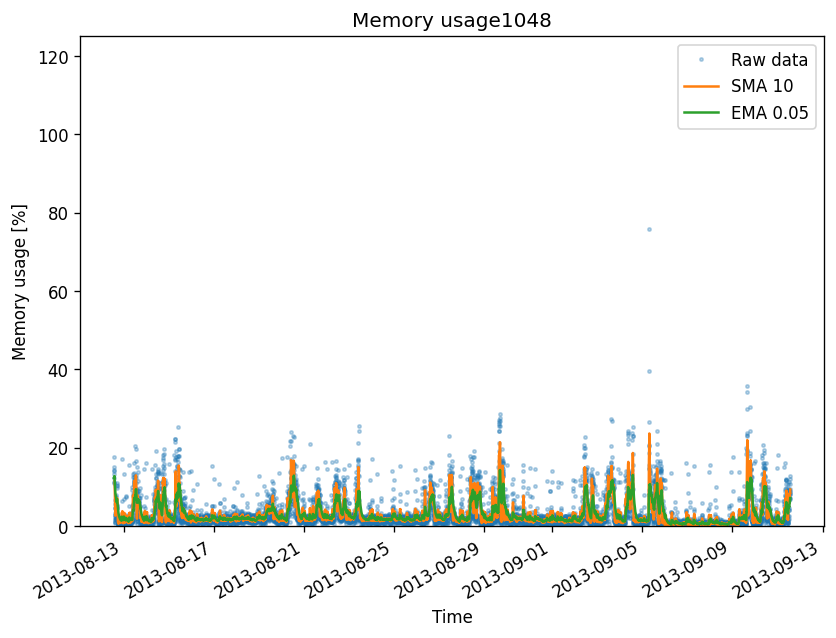 Memory usage1048
Raw data
SMA 10
EMA 0.05
Memory usage [%]
120
100
80
60
40
20
0
2013-08-13
2013-08-17
2013-08-21
2013-08-25
2013-08-29
2013-09-01
2013-09-05
2013-09-09
2013-09-13
Time